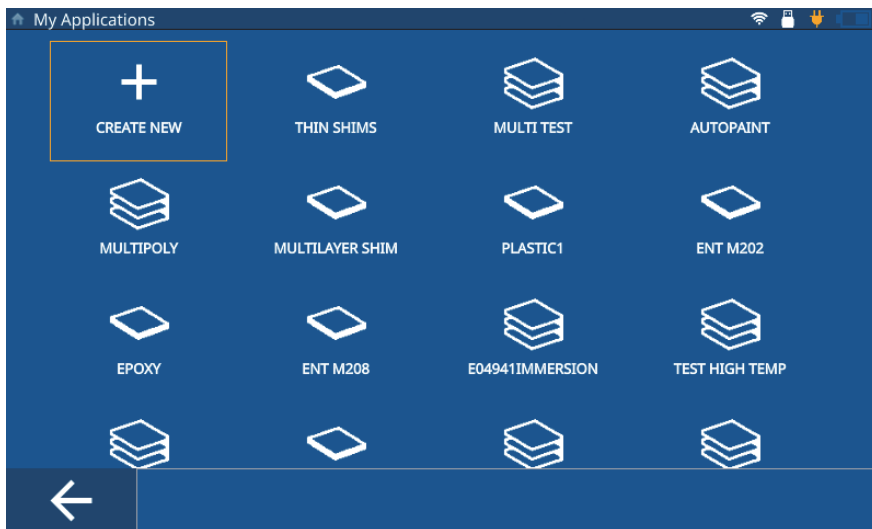 My Applications
CREATE NEW
THIN SHIMS
MULTI TEST
AUTOPAINT
MULTIPOLY
MULTILAYER SHIM
PLASTIC1
ENT M202
EPOXY
ENT M208
E04941IMMERSION
TEST HIGH TEMP